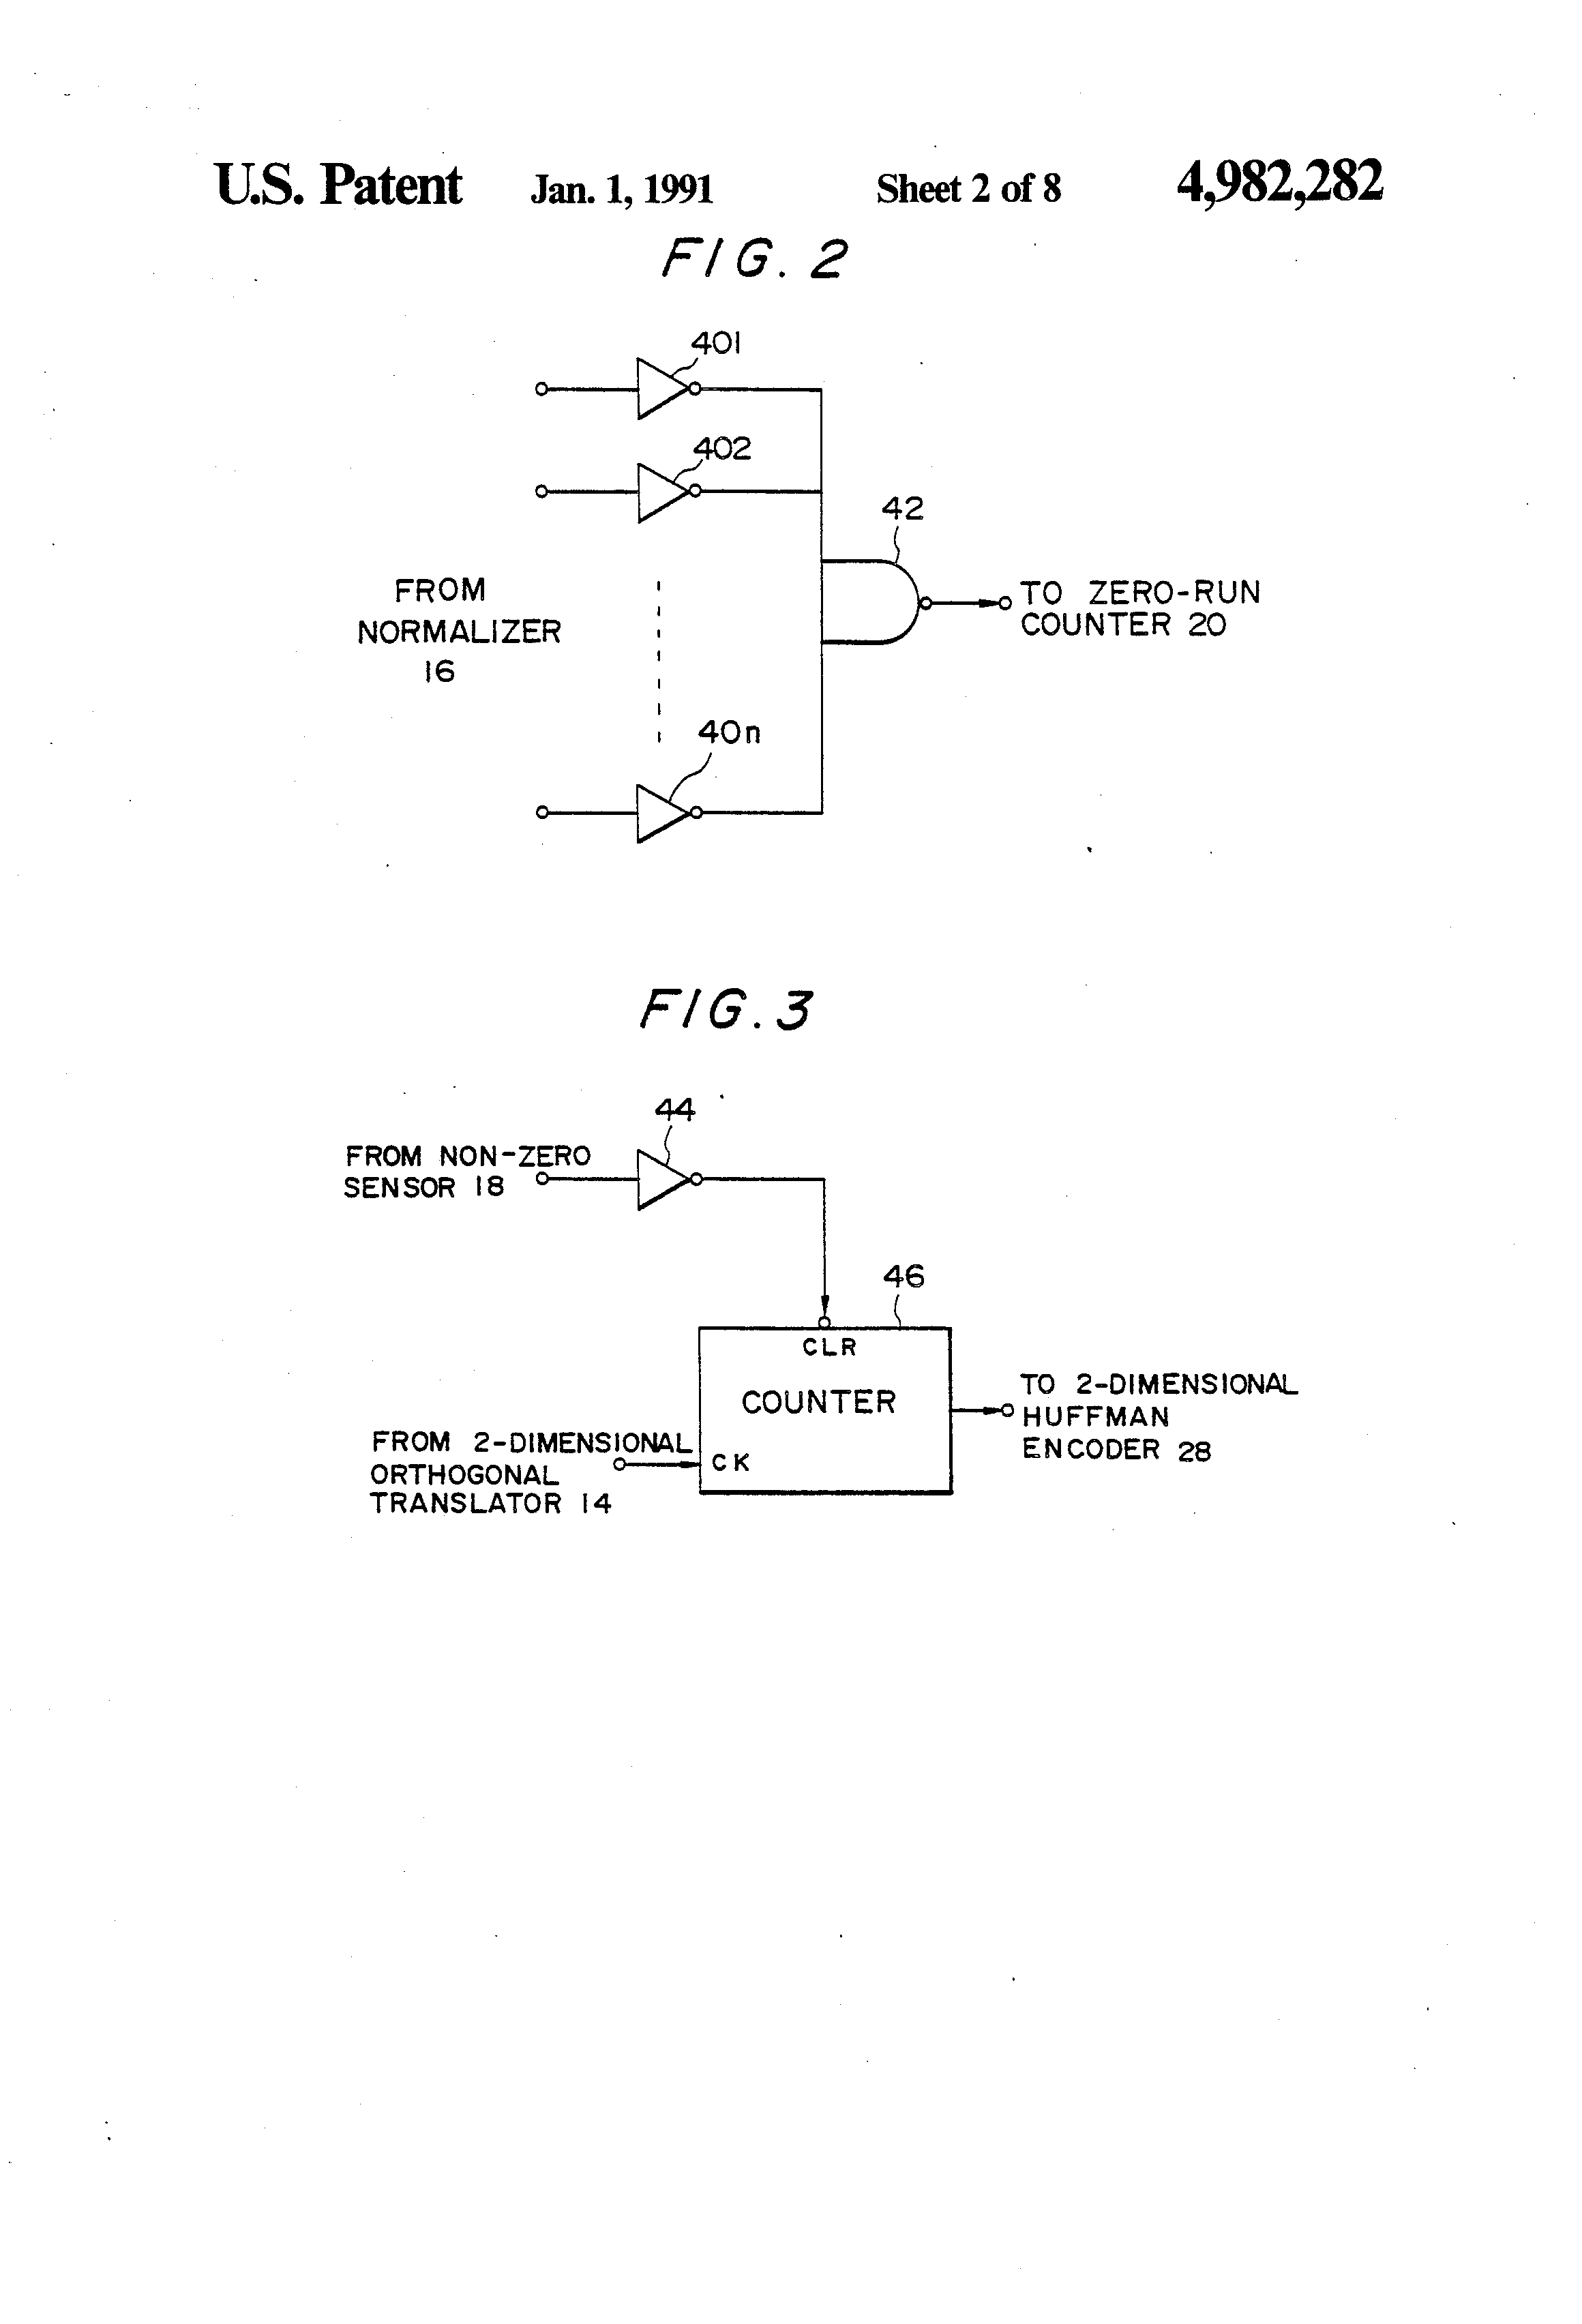 U.S. Patent Jan. 1, 1991 Sheet 2 of 8 4,982,282
FIG. 2
401
402
42
FROM
NORMALIZER
16
TO ZERO-RUN
COUNTER 20
40n
FIG. 3
44
FROM NON-ZERO
SENSOR 18
46
CLR
COUNTER
CK
FROM 2-DIMENSIONAL
ORTHOGONAL
TRANSLATOR 14
TO 2-DIMENSIONAL
HUFFMAN
ENCODER 28